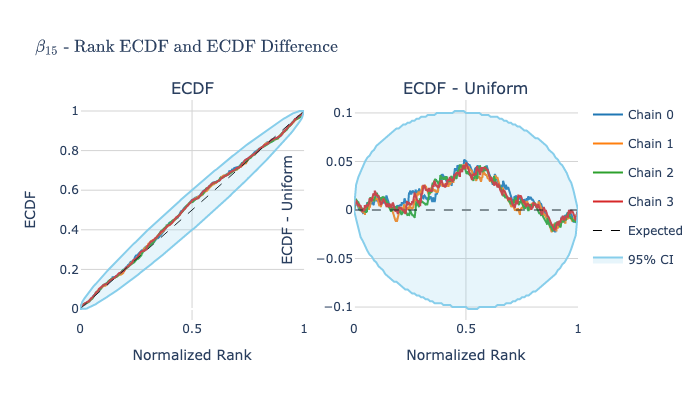 β₁₅ - Rank ECDF and ECDF Difference
ECDF
ECDF
1
0.8
0.6
0.4
0.2
0
0
0.5
1
Normalized Rank
ECDF - Uniform
ECDF - Uniform
0.1
0.05
0
−0.05
−0.1
0
0.5
1
Normalized Rank
Chain 0
Chain 1
Chain 2
Chain 3
Expected
95% CI